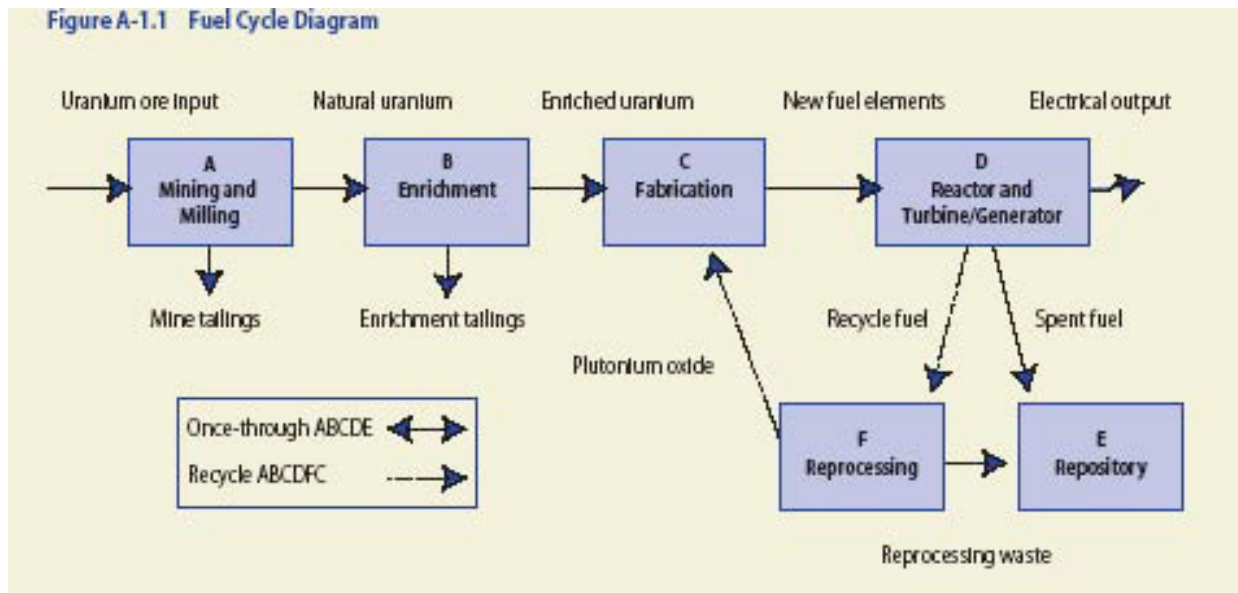 Figure A-1.1 Fuel Cycle Diagram
Uranium ore input
Natural uranium
Enriched uranium
New fuel elements
Electrical output
A
Mining and
Milling
B
Enrichment
C
Fabrication
D
Reactor and
Turbine/Generator
Mine tailings
Enrichment tailings
Recycle fuel
Spent fuel
Plutonium oxide
Once-through ABCDE
Recycle ABCDFC
F
Reprocessing
E
Repository
Reprocessing waste